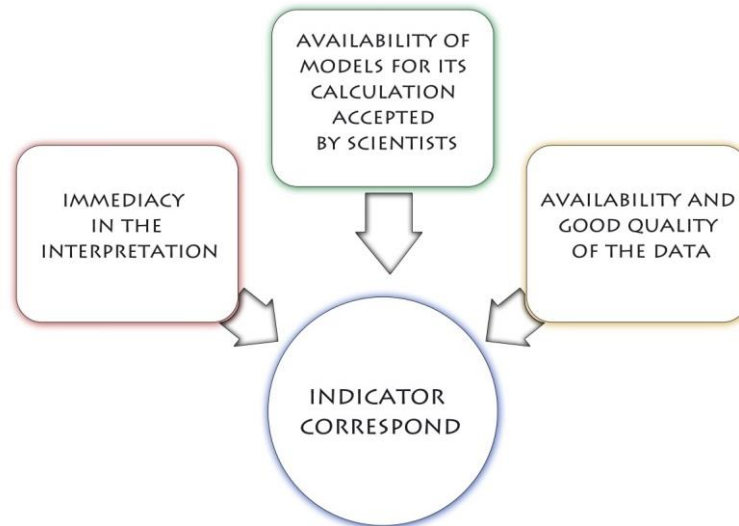 AVAILABILITY OF
MODELS FOR ITS
CALCULATION
ACCEPTED
BY SCIENTISTS
IMMEDIACY
IN THE
INTERPRETATION
AVAILABILITY AND
GOOD QUALITY
OF THE DATA
INDICATOR
CORRESPOND